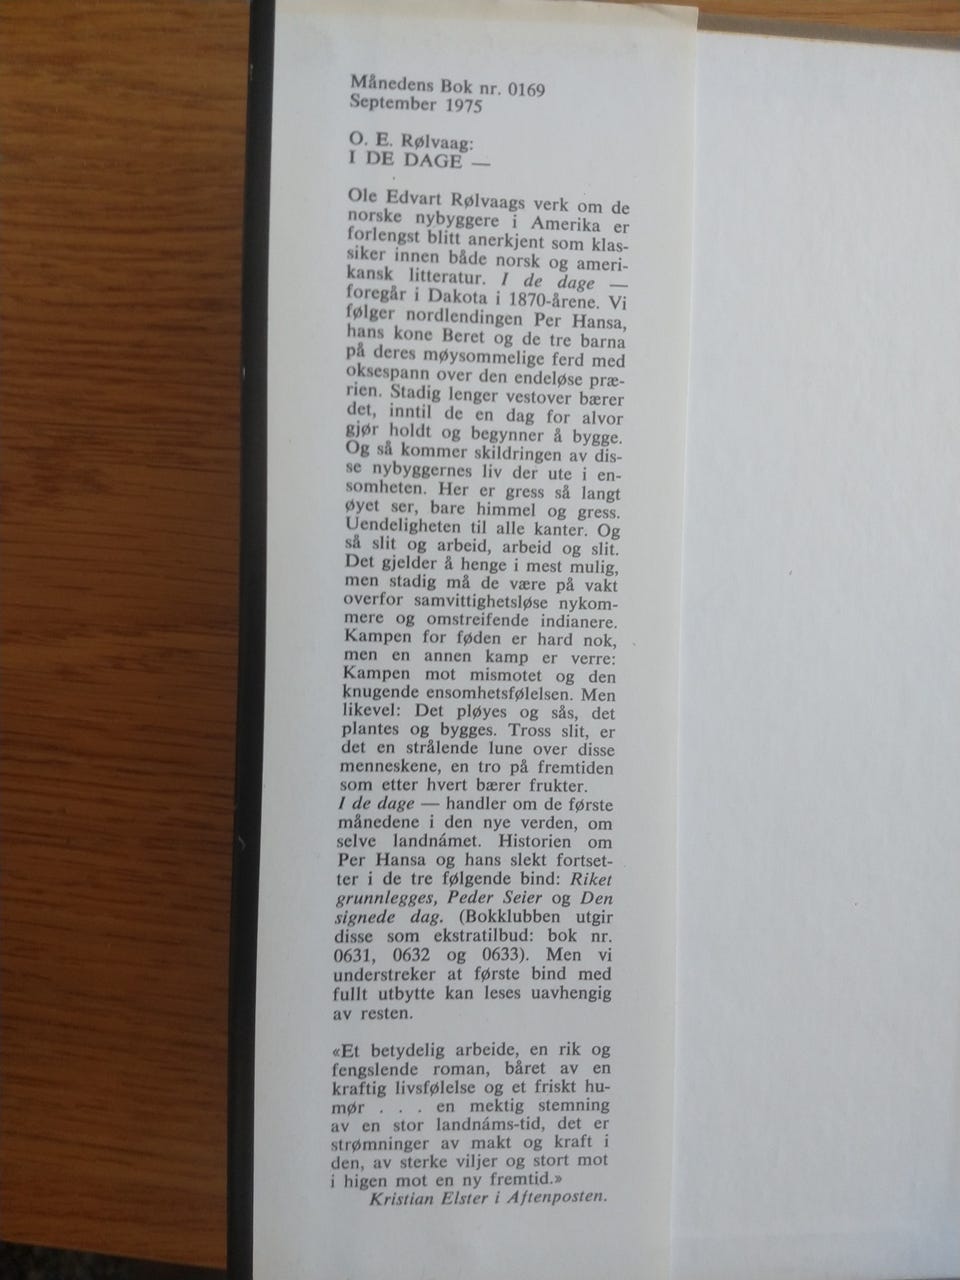 Månedens Bok nr. 0169
September 1975
O. E. Rølvaag:
I DE DAGE —
Ole Edvart Rølvaags verk om de
norske nybyggere i Amerika er
forlengst blitt anerkjent som klas-
siker innen både norsk og ameri-
kansk litteratur. I de dage —
foregår i Dakota i 1870-årene. Vi
følger nordlendingen Per Hansa,
hans kone Beret og de tre barna
på deres møysommelige ferd med
oksespann over den endeløse præ-
rien. Stadig lenger vestover bærer
det, inntil de en dag for alvor
gjør holdt og begynner å bygge.
Og så kommer skildringen av dis-
se nybyggernes liv der ute i en-
somheten. Her er gress så langt
øyet ser, bare himmel og gress.
Uendeligheten til alle kanter. Og
så slit og arbeid, arbeid og slit.
Det gjelder å henge i mest mulig,
men stadig må de være på vakt
overfor samvittighetsløse nykom-
mere og omstreifende indianere.
Kampen for føden er hard nok,
men en annen kamp er verre:
Kampen mot mismotet og den
knugende ensomhetsfølelsen. Men
likevel: Det pløyes og sås, det
plantes og bygges. Tross slit, er
det en strålende lune over disse
menneskene, en tro på fremtiden
som etter hvert bærer frukter.
I de dage — handler om de første
månedene i den nye verden, om
selve landnámet. Historien om
Per Hansa og hans slekt fortset-
ter i de tre følgende bind: Riket
grunnlegges, Peder Seier og Den
signede dag. (Bokklubben utgir
disse som ekstratilbud: bok nr.
0631, 0632 og 0633). Men vi
understreker at første bind med
fullt utbytte kan leses uavhengig
av resten.
«Et betydelig arbeide, en rik og
fengslende roman, båret av en
kraftig livsfølelse og et friskt hu-
mør . . . en mektig stemning
av en stor landnáms-tid, det er
strømninger av makt og kraft i
den, av sterke viljer og stort mot
i higen mot en ny fremtid.»
Kristian Elster i Aftenposten.